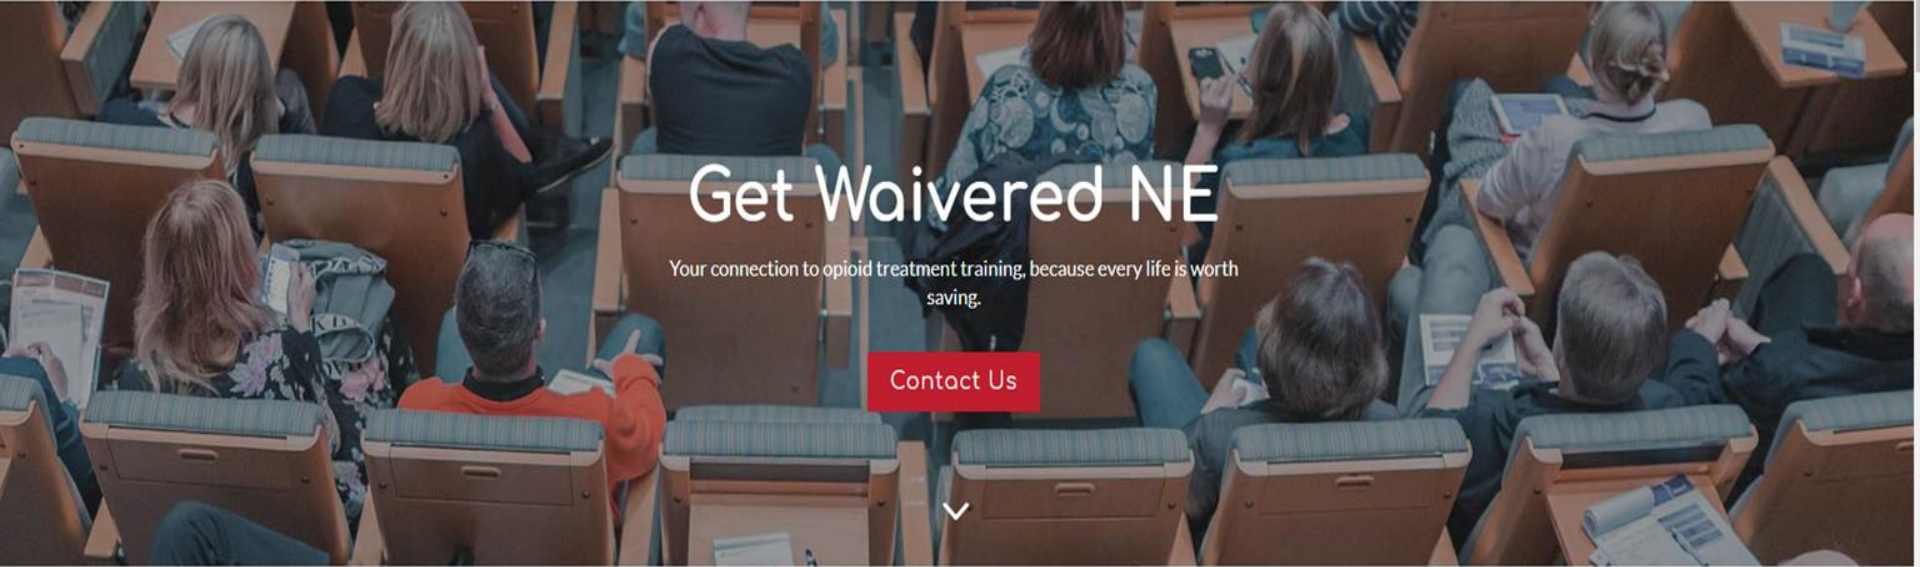 Get Waivered NE
Your connection to opioid treatment training, because every life is worth
saving.
Contact Us